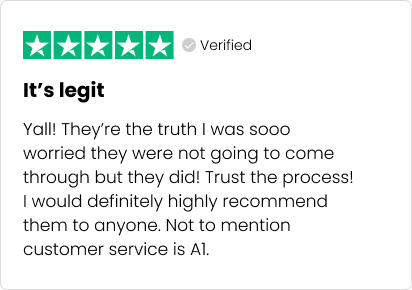 Verified
It’s legit
Yall! They’re the truth I was sooo
worried they were not going to come
through but they did! Trust the process!
I would definitely highly recommend
them to anyone. Not to mention
customer service is A1.